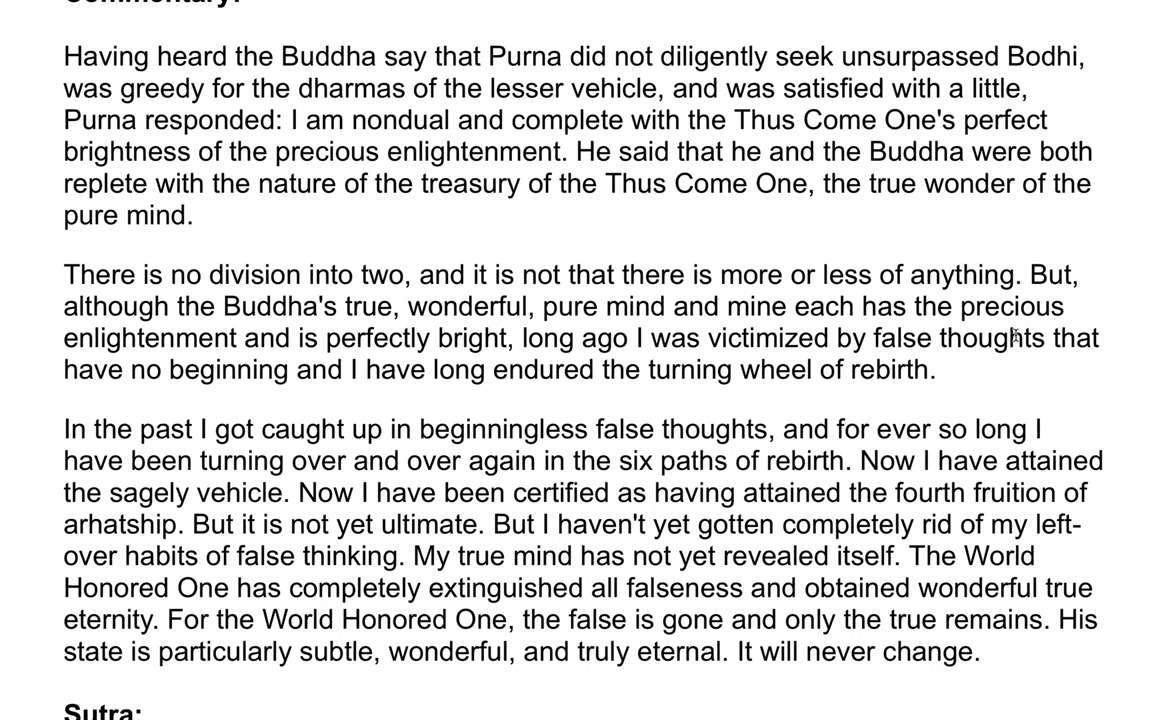 Commentary:
Having heard the Buddha say that Purna did not diligently seek unsurpassed Bodhi,
was greedy for the dharmas of the lesser vehicle, and was satisfied with a little,
Purna responded: I am nondual and complete with the Thus Come One's perfect
brightness of the precious enlightenment. He said that he and the Buddha were both
replete with the nature of the treasury of the Thus Come One, the true wonder of the
pure mind.
There is no division into two, and it is not that there is more or less of anything. But,
although the Buddha's true, wonderful, pure mind and mine each has the precious
enlightenment and is perfectly bright, long ago I was victimized by false thoughts that
have no beginning and I have long endured the turning wheel of rebirth.
In the past I got caught up in beginningless false thoughts, and for ever so long I
have been turning over and over again in the six paths of rebirth. Now I have attained
the sagely vehicle. Now I have been certified as having attained the fourth fruition of
arhatship. But it is not yet ultimate. But I haven't yet gotten completely rid of my left-
over habits of false thinking. My true mind has not yet revealed itself. The World
Honored One has completely extinguished all falseness and obtained wonderful true
eternity. For the World Honored One, the false is gone and only the true remains. His
state is particularly subtle, wonderful, and truly eternal. It will never change.
Sutra: